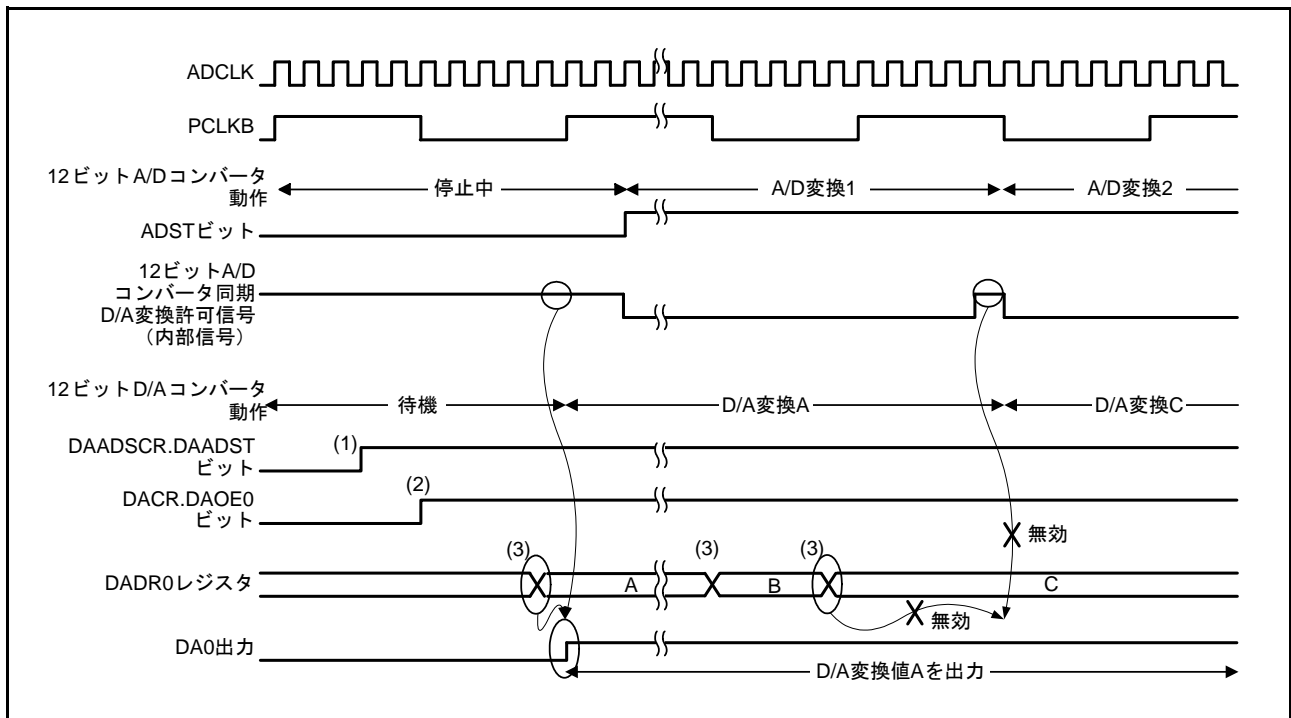 ADCLK
PCLKB
12ビットA/Dコンバータ
動作
停止中
A/D変換1
A/D変換2
ADSTビット
12ビットA/D
コンバータ同期
D/A変換許可信号
（内部信号）
12ビットD/Aコンバータ
動作
待機
D/A変換A
D/A変換C
DAADSCR.DAADST
ビット
(1)
DACR.DAOE0
ビット
(2)
無効
(3)
(3)
(3)
DADR0レジスタ
A
B
C
無効
DA0出力
D/A変換値Aを出力